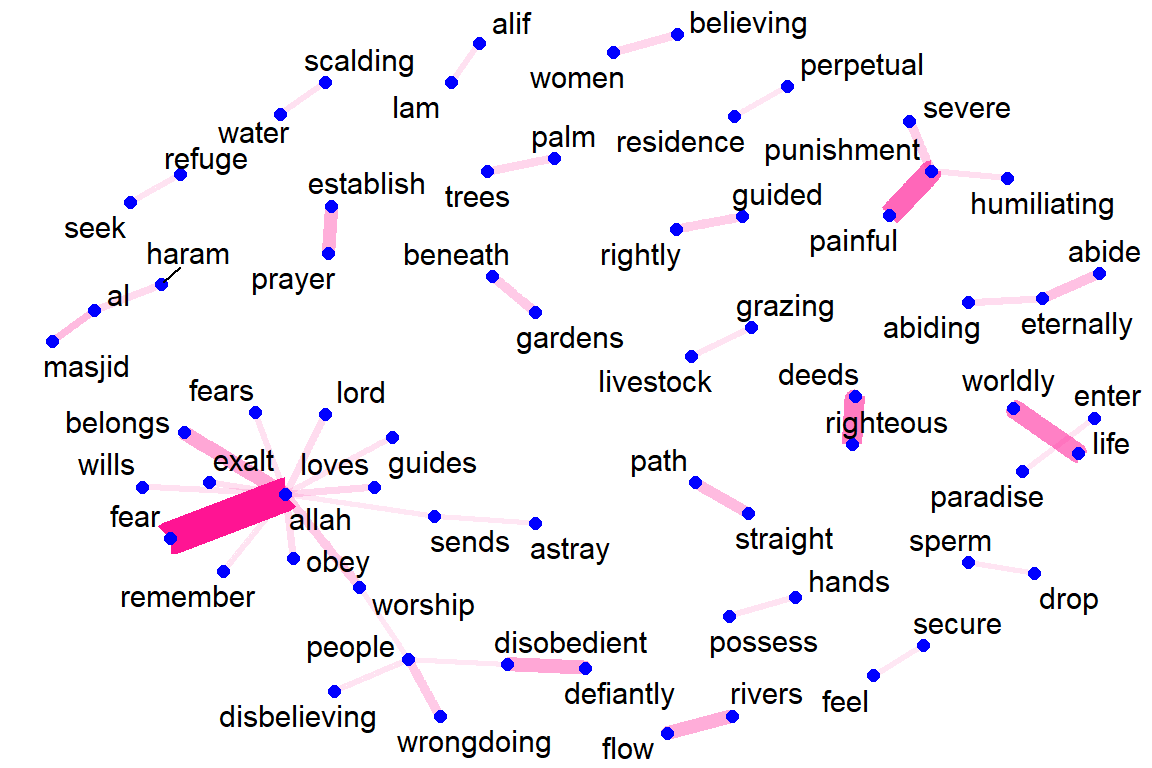 alif
believing
scalding
women
perpetual
lam
severe
water
palm
residence
punishment
refuge
establish
trees
guided
humiliating
seek
painful
haram
beneath
rightly
abide
prayer
al
grazing
abiding
eternally
gardens
masjid
livestock
deeds
worldly
enter
fears
lord
belongs
righteous
life
wills
exalt
loves
guides
path
paradise
fear
allah
straight
sends
astray
sperm
obey
hands
remember
worship
drop
secure
people
disobedient
possess
defiantly
rivers
feel
disbelieving
wrongdoing
flow